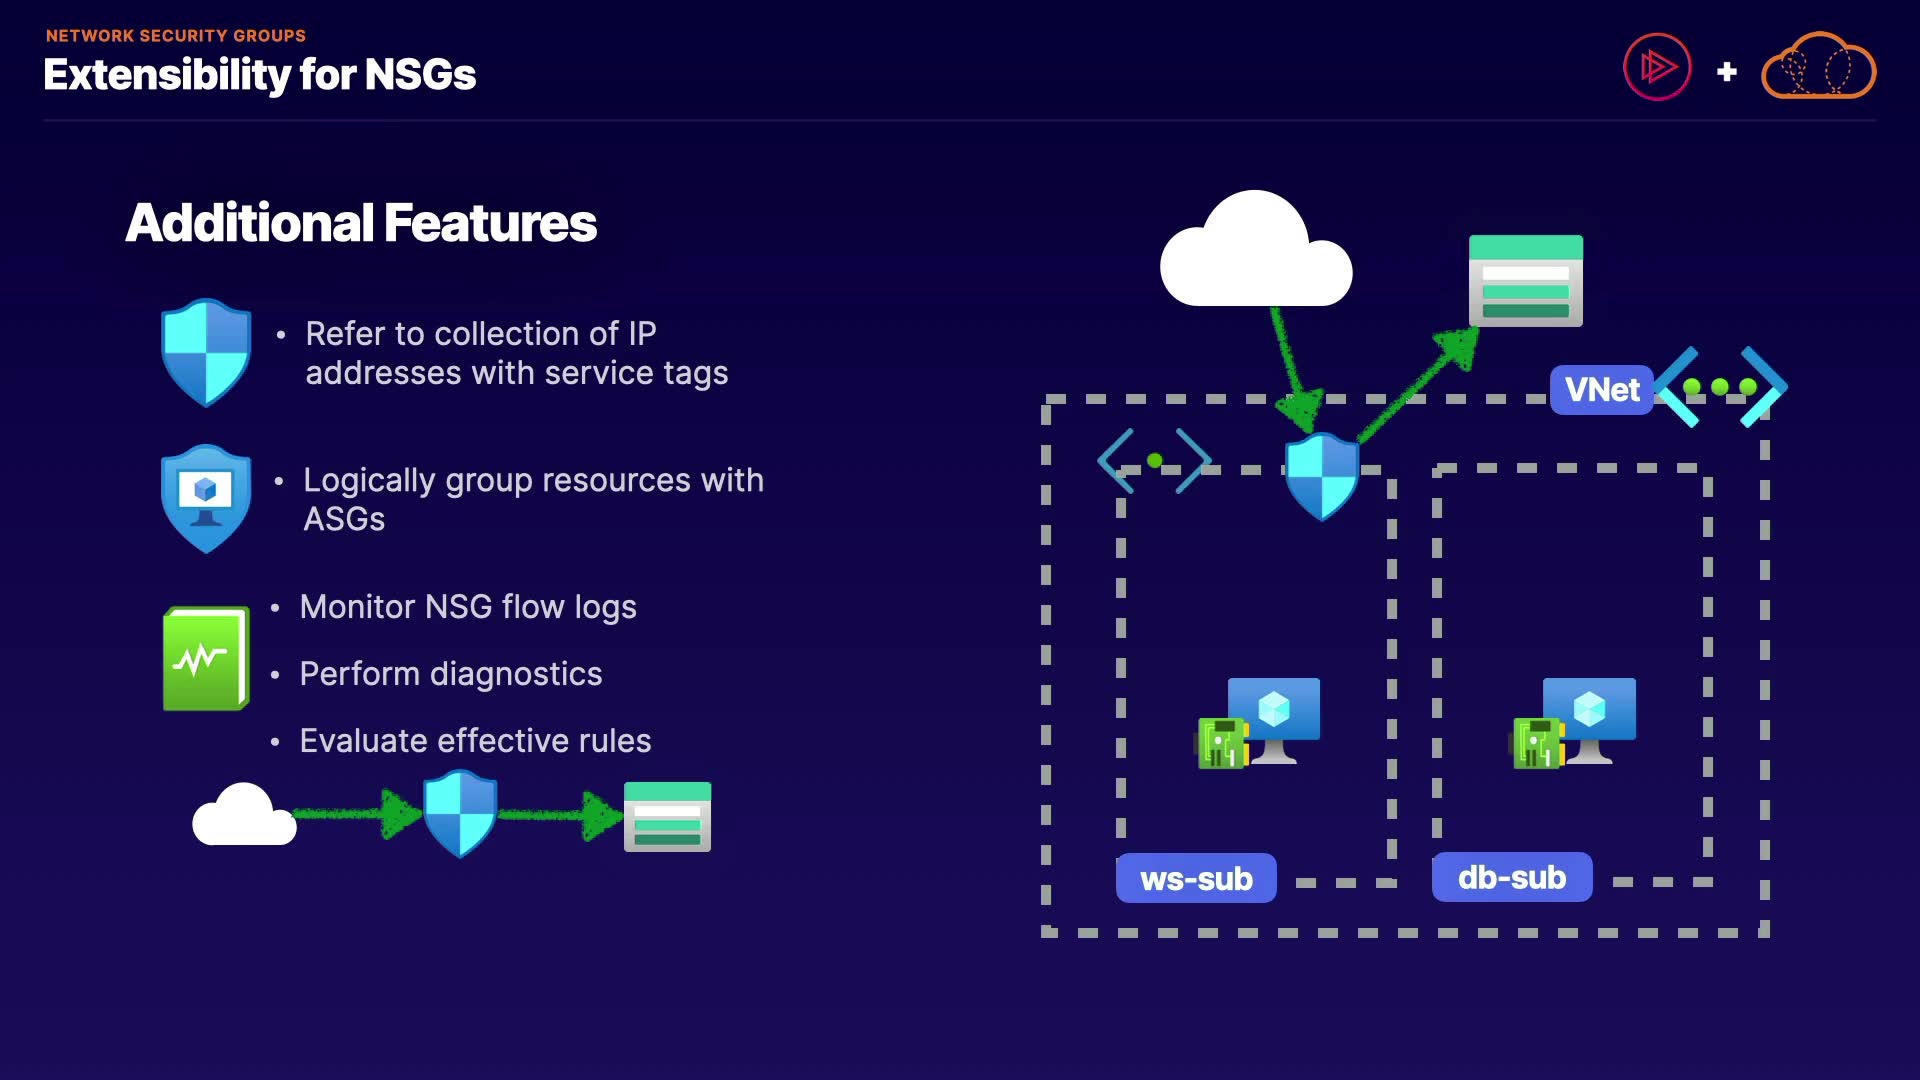 NETWORK SECURITY GROUPS
Extensibility for NSGs
Additional Features
• Refer to collection of IP
addresses with service tags
• Logically group resources with
ASGs
• Monitor NSG flow logs
• Perform diagnostics
• Evaluate effective rules
VNet
ws-sub
db-sub